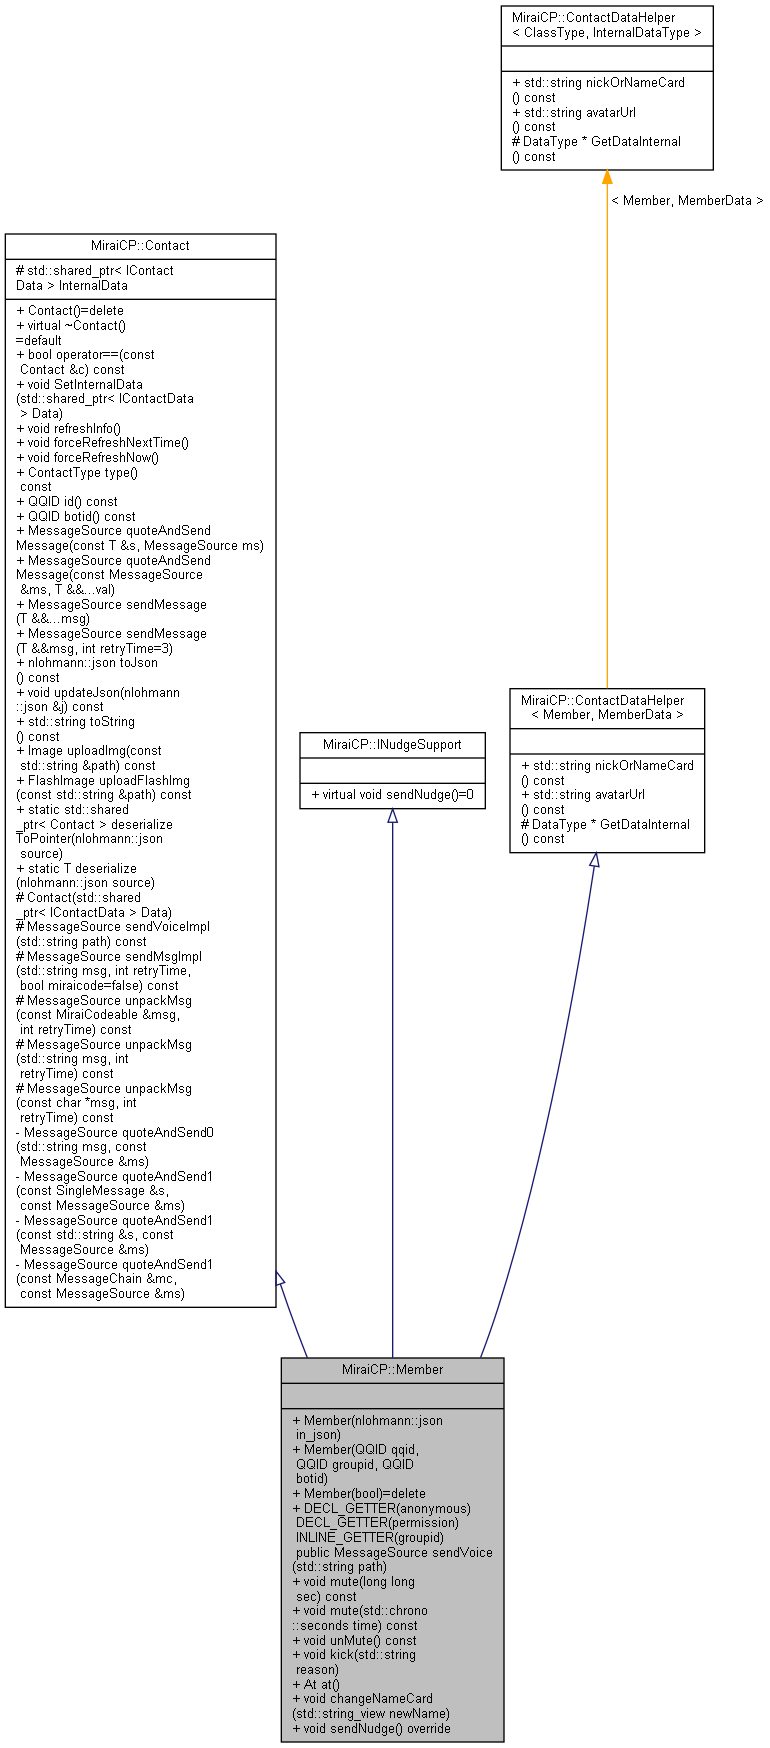 MiraiCP::ContactDataHelper
< ClassType, InternalDataType >
+ std::string nickOrNameCard
() const
+ std::string avatarUrl
() const
# DataType * GetDataInternal
() const
< Member, MemberData >
MiraiCP::Contact
# std::shared_ptr< IContact
Data > InternalData
+ Contact()=delete
+ virtual ~Contact()
=default
+ bool operator==(const
Contact &c) const
+ void SetInternalData
(std::shared_ptr< IContactData
> Data)
+ void refreshInfo()
+ void forceRefreshNextTime()
+ void forceRefreshNow()
+ ContactType type()
const
+ QQID id() const
+ QQID botid() const
+ MessageSource quoteAndSend
Message(const T &s, MessageSource ms)
+ MessageSource quoteAndSend
Message(const MessageSource
&ms, T &&...val)
+ MessageSource sendMessage
(T &&...msg)
+ MessageSource sendMessage
(T &&msg, int retryTime=3)
+ nlohmann::json toJson
() const
+ void updateJson(nlohmann
::json &j) const
+ std::string toString
() const
+ Image uploadImg(const
std::string &path) const
+ FlashImage uploadFlashImg
(const std::string &path) const
+ static std::shared
_ptr< Contact > deserialize
ToPointer(nlohmann::json
source)
+ static T deserialize
(nlohmann::json source)
# Contact(std::shared
_ptr< IContactData > Data)
# MessageSource sendVoiceImpl
(std::string path) const
# MessageSource sendMsgImpl
(std::string msg, int retryTime,
bool miraicode=false) const
# MessageSource unpackMsg
(const MiraiCodeable &msg,
int retryTime) const
# MessageSource unpackMsg
(std::string msg, int
retryTime) const
# MessageSource unpackMsg
(const char *msg, int
retryTime) const
- MessageSource quoteAndSend0
(std::string msg, const
MessageSource &ms)
- MessageSource quoteAndSend1
(const SingleMessage &s,
const MessageSource &ms)
- MessageSource quoteAndSend1
(const std::string &s, const
MessageSource &ms)
- MessageSource quoteAndSend1
(const MessageChain &mc,
const MessageSource &ms)
MiraiCP::INudgeSupport
+ virtual void sendNudge()=0
MiraiCP::ContactDataHelper
< Member, MemberData >
+ std::string nickOrNameCard
() const
+ std::string avatarUrl
() const
# DataType * GetDataInternal
() const
MiraiCP::Member
+ Member(nlohmann::json
in_json)
+ Member(QQID qqid,
QQID groupid, QQID
botid)
+ Member(bool)=delete
+ DECL_GETTER(anonymous)
DECL_GETTER(permission)
INLINE_GETTER(groupid)
public MessageSource sendVoice
(std::string path)
+ void mute(long long
sec) const
+ void mute(std::chrono
::seconds time) const
+ void unMute() const
+ void kick(std::string
reason)
+ At at()
+ void changeNameCard
(std::string_view newName)
+ void sendNudge() override